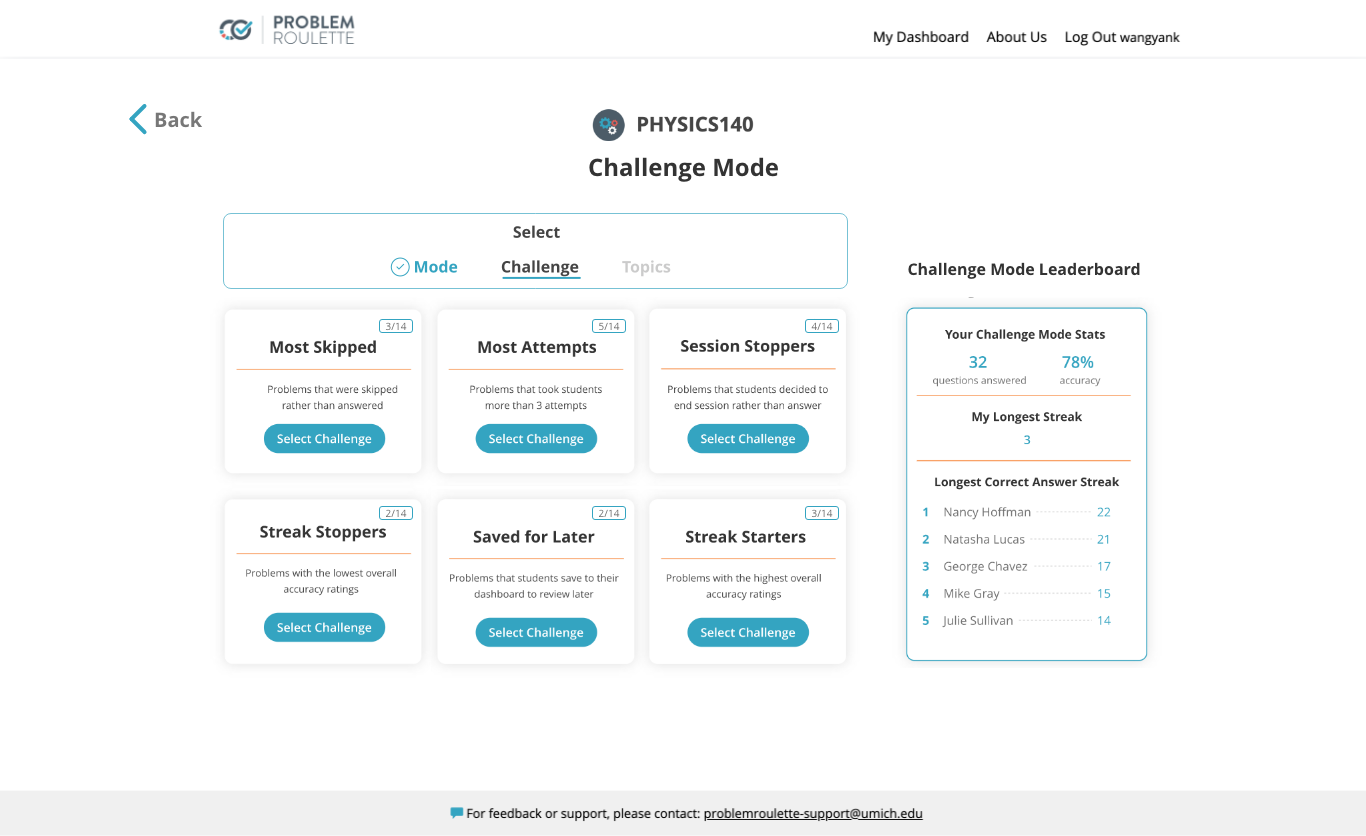 PROBLEM
ROULETTE
My Dashboard About Us Log Out wangyank
Back
PHYSICS140
Challenge Mode
Select
Mode Challenge Topics
3/14
Most Skipped
Problems that were skipped
rather than answered
Select Challenge
5/14
Most Attempts
Problems that took students
more than 3 attempts
Select Challenge
4/14
Session Stoppers
Problems that students decided to
end session rather than answer
Select Challenge
2/14
Streak Stoppers
Problems with the lowest overall
accuracy ratings
Select Challenge
2/14
Saved for Later
Problems that students save to their
dashboard to review later
Select Challenge
3/14
Streak Starters
Problems with the highest overall
accuracy ratings
Select Challenge
Challenge Mode Leaderboard
Your Challenge Mode Stats
32 78%
questions answered accuracy
My Longest Streak
3
Longest Correct Answer Streak
1 Nancy Hoffman 22
2 Natasha Lucas 21
3 George Chavez 17
4 Mike Gray 15
5 Julie Sullivan 14
For feedback or support, please contact: problemroulette-support@umich.edu